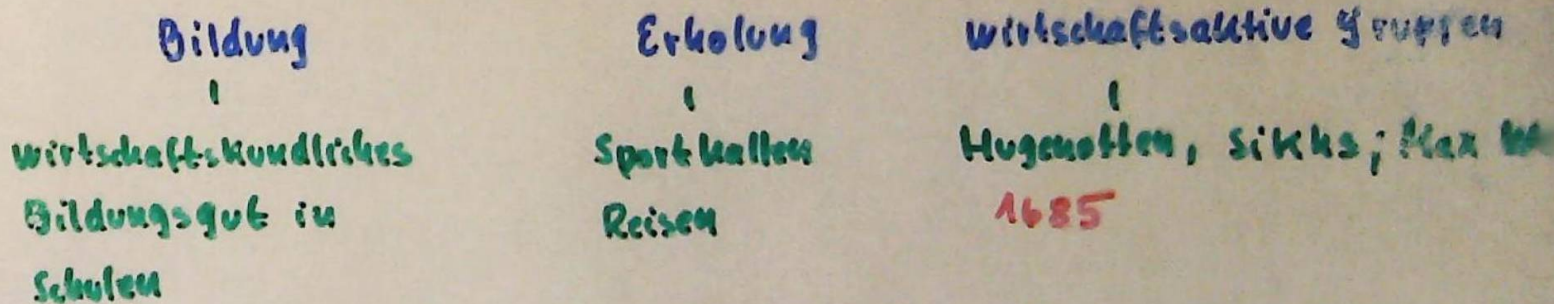 Bildung
Erholung
wirtschaftsaktive Gruppen
wirtschaftskundliches
Bildungsgut in
Schulen
Sporthallen
Reisen
Hugenotten, Sikhs; Max
1685